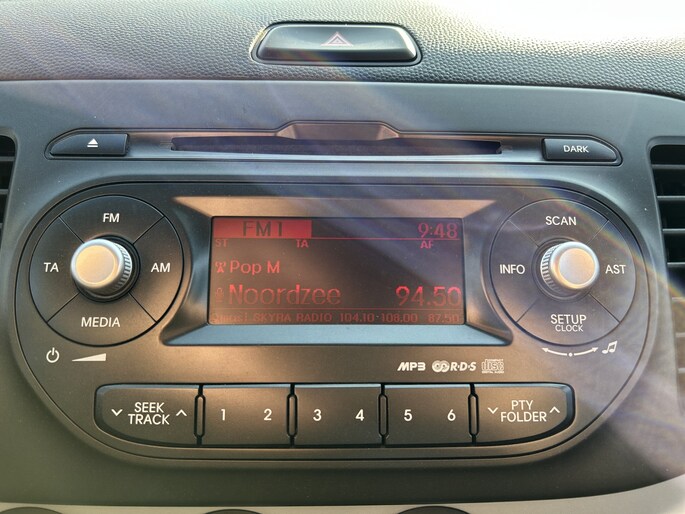 DARK
FM
TA
AM
MEDIA
FM1 9:48
ST TA AF
Pop M
Noordzee 94.50
SKYRA RADIO 104.10-108.00 87.50
SCAN
INFO
AST
SETUP
CLOCK
MP3 R·D·S
SEEK
TRACK
1 2 3 4 5 6
PTY
FOLDER